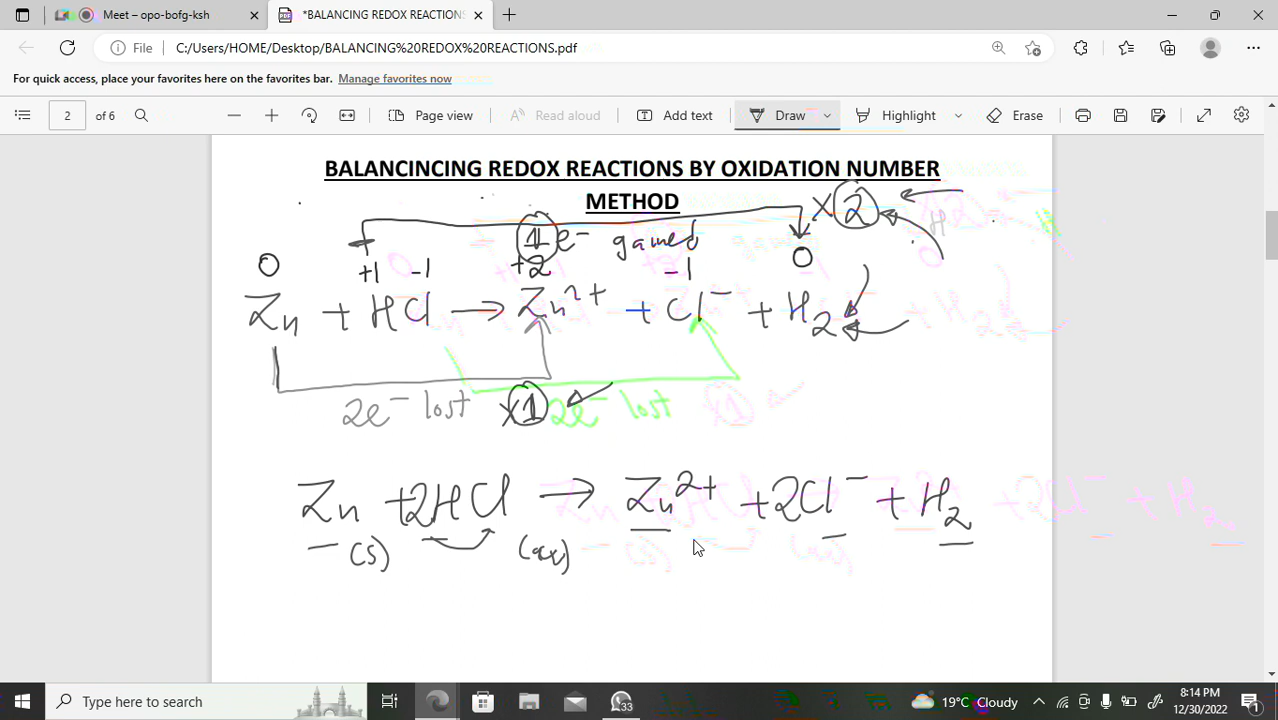 Meet – opo-bofg-ksh
*BALANCING REDOX REACTIONS
File C:/Users/HOME/Desktop/BALANCING%20REDOX%20REACTIONS.pdf
For quick access, place your favorites here on the favorites bar. Manage favorites now
2 of 6 Page view Read aloud Add text Draw Highlight Erase
BALANCINCING REDOX REACTIONS BY OXIDATION NUMBER
METHOD
×2
1e⁻ gained
0 +1 -1 +2 -1 0
Zn + HCl → Zn²⁺ + Cl⁻ + H₂
2e⁻ lost ×1 2e⁻ lost ×1
Zn +2HCl → Zn²⁺ +2Cl⁻ + H₂
(s) (aq)
Type here to search
33
19°C Cloudy
8:14 PM
12/30/2022
1